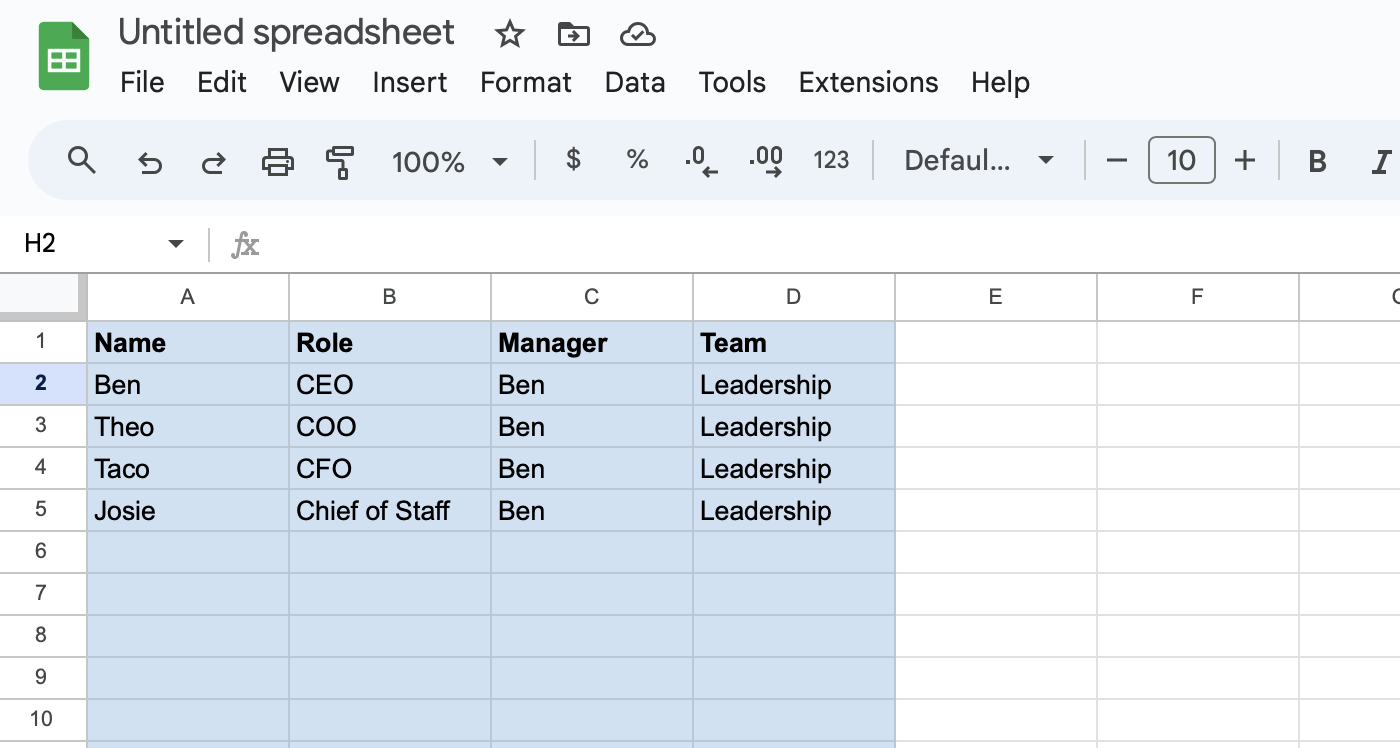 Untitled spreadsheet
File Edit View Insert Format Data Tools Extensions Help
100% $ % .0 .00 123 Defaul... 10 B I
H2 fx
A B C D E F
1 Name Role Manager Team
2 Ben CEO Ben Leadership
3 Theo COO Ben Leadership
4 Taco CFO Ben Leadership
5 Josie Chief of Staff Ben Leadership
6
7
8
9
10